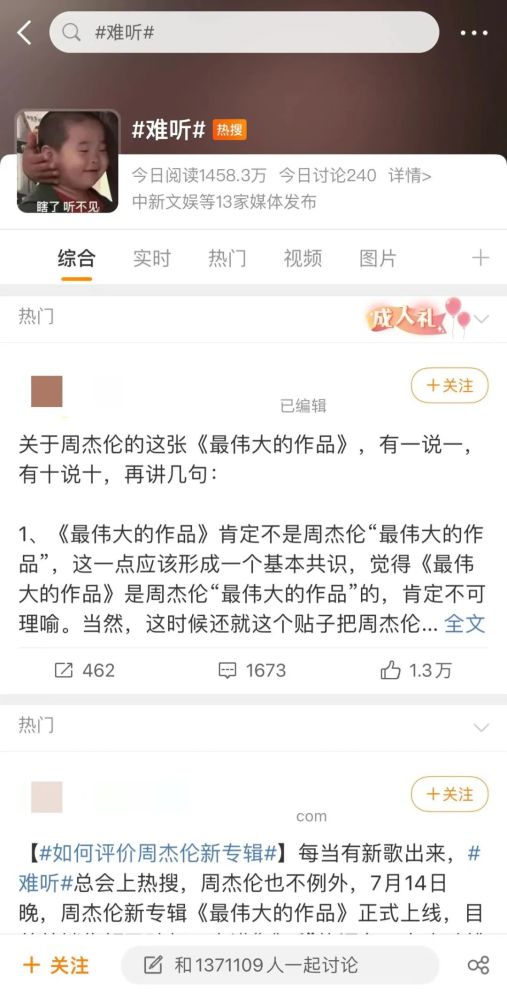 #难听#
#难听# 热搜
今日阅读1458.3万 今日讨论240 详情>
中新文娱等13家媒体发布
瞎了 听不见
综合 实时 热门 视频 图片
热门
成人礼
+关注
已编辑
关于周杰伦的这张《最伟大的作品》，有一说一，
有十说十，再讲几句：
1、《最伟大的作品》肯定不是周杰伦“最伟大的作
品”，这一点应该形成一个基本共识，觉得《最伟
大的作品》是周杰伦“最伟大的作品”的，肯定不可
理喻。当然，这时候还就这个贴子把周杰伦... 全文
462 1673 1.3万
热门
+关注
com
【#如何评价周杰伦新专辑#】每当有新歌出来，#
难听#总会上热搜，周杰伦也不例外，7月14日
晚，周杰伦新专辑《最伟大的作品》正式上线，目
+ 关注
和1371109人一起讨论